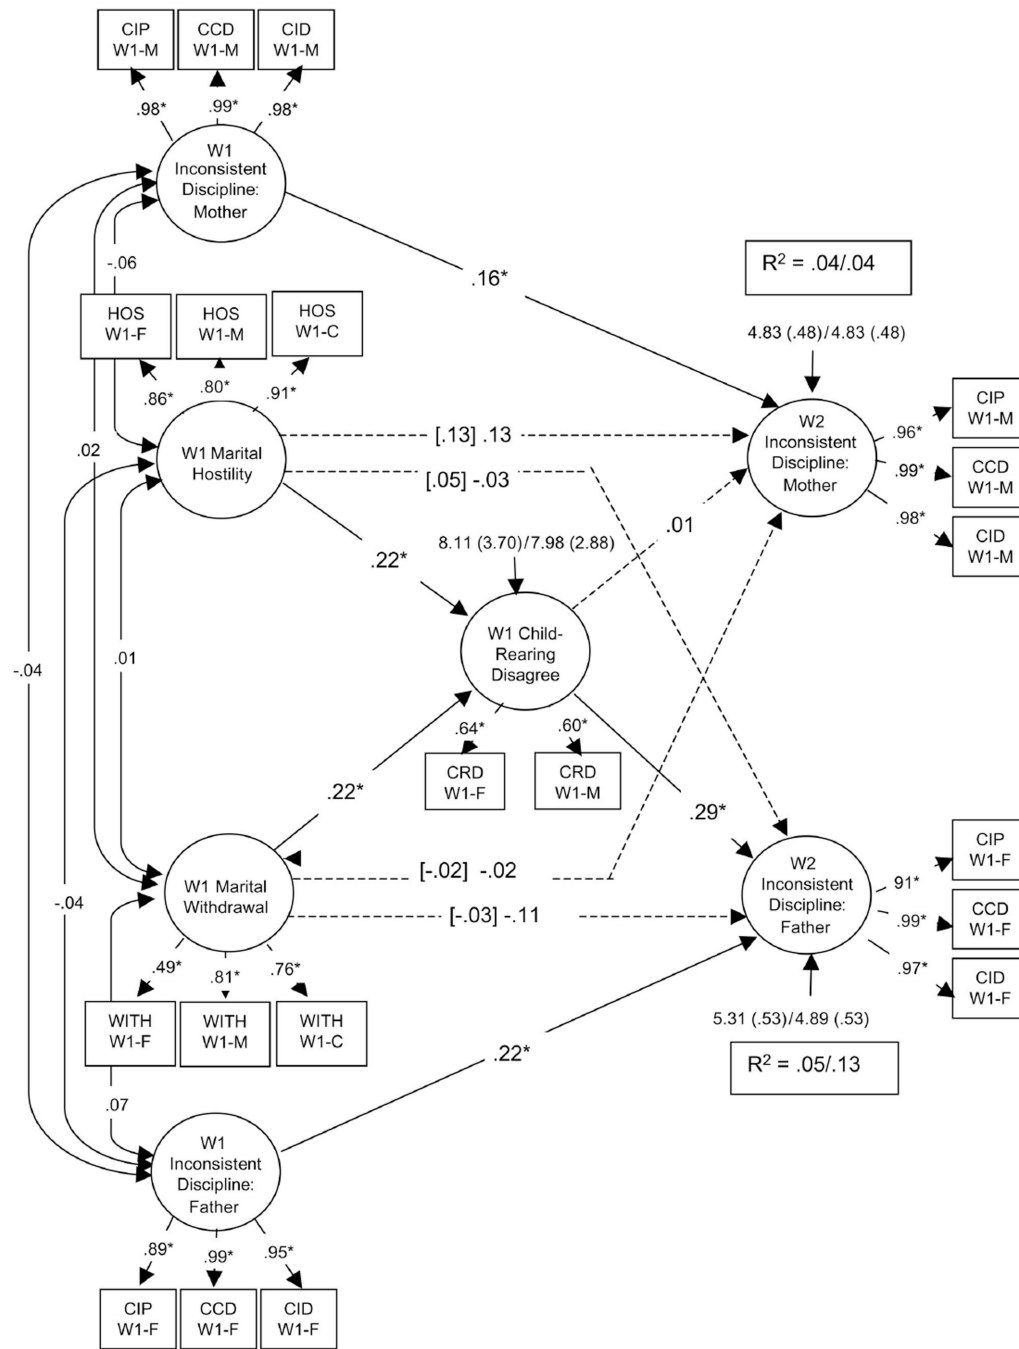 CIP
W1-M
CCD
W1-M
CID
W1-M
.98*
.99*
.98*
W1
Inconsistent
Discipline:
Mother
-.06
.16*
R² = .04/.04
HOS
W1-F
HOS
W1-M
HOS
W1-C
4.83 (.48)/4.83 (.48)
.86*
.80*
.91*
.02
W1 Marital
Hostility
[.13] .13
[.05] -.03
W2
Inconsistent
Discipline:
Mother
.96*
.99*
.98*
CIP
W1-M
CCD
W1-M
CID
W1-M
.01
8.11 (3.70)/7.98 (2.88)
.22*
W1 Child-
Rearing
Disagree
-.04
.01
.64*
.60*
CRD
W1-F
CRD
W1-M
.22*
.29*
-.04
W1 Marital
Withdrawal
[-.02] -.02
[-.03] -.11
W2
Inconsistent
Discipline:
Father
91*
.99*
.97*
CIP
W1-F
CCD
W1-F
CID
W1-F
.49*
.81*
.76*
WITH
W1-F
WITH
W1-M
WITH
W1-C
5.31 (.53)/4.89 (.53)
R² = .05/.13
.22*
.07
W1
Inconsistent
Discipline:
Father
.89*
.99*
.95*
CIP
W1-F
CCD
W1-F
CID
W1-F